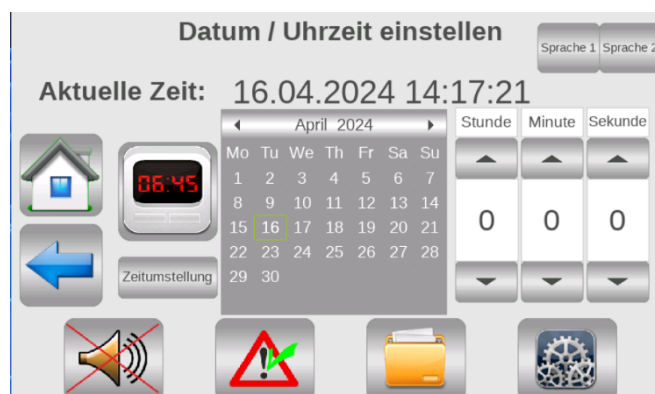 Datum / Uhrzeit einstellen
Sprache 1 Sprache 2
Aktuelle Zeit: 16.04.2024 14:17:21
April 2024
Stunde Minute Sekunde
Mo Tu We Th Fr Sa Su
1 2 3 4 5 6 7
8 9 10 11 12 13 14
15 16 17 18 19 20 21
22 23 24 25 26 27 28
29 30
06:45
0 0 0
Zeitumstellung